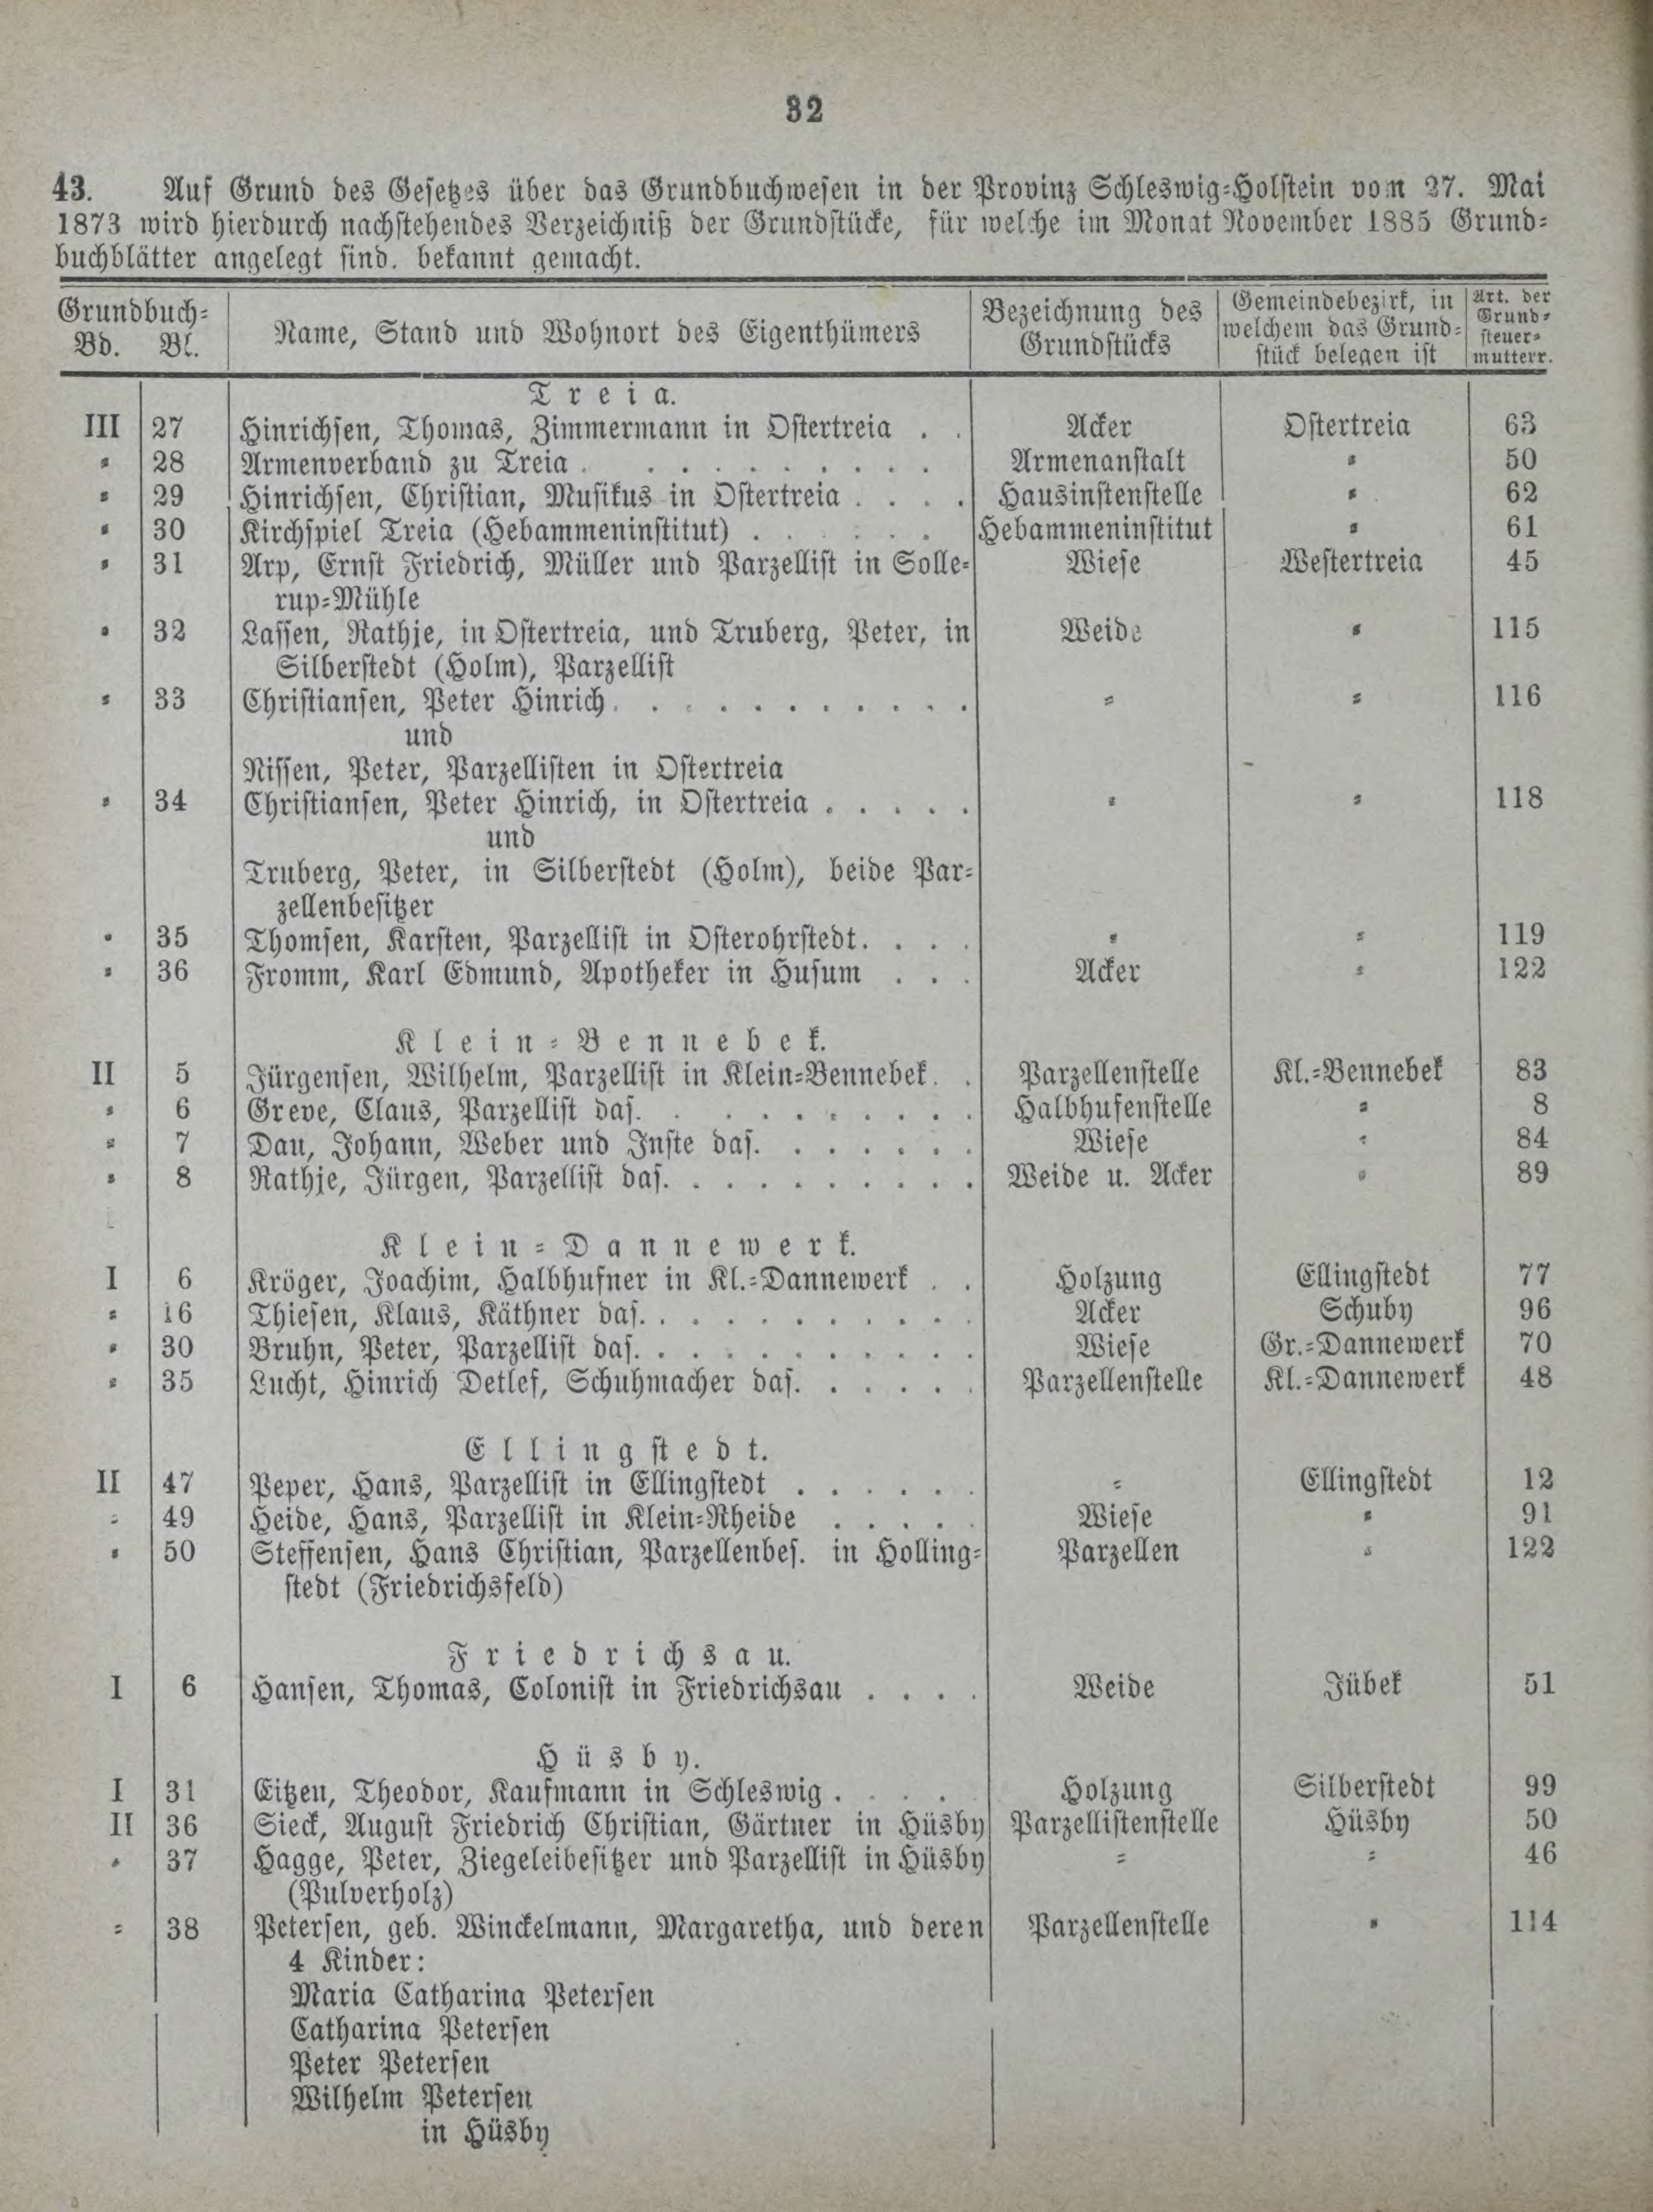 32
43. Auf Grund des Gesetzes über das Grundbuchwesen in der Provinz Schleswig-Holstein vom 27. Mai
1873 wird hierdurch nachstehendes Verzeichniß der Grundstücke, für welche im Monat November 1885 Grund-
buchblätter angelegt sind. bekannt gemacht.
Grundbuch- Bd. Bl. | Name, Stand und Wohnort des Eigenthümers | Bezeichnung des Grundstücks | Gemeindebezirk, in welchem das Grund-stück belegen ist | Art. der Grund-steuer-mutterr.
Treia.
III 27 Hinrichsen, Thomas, Zimmermann in Ostertreia . . Acker Ostertreia 63
" 28 Armenverband zu Treia . . . . . . . . . . Armenanstalt " 50
" 29 Hinrichsen, Christian, Musikus in Ostertreia . . . . Hausinstenstelle " 62
" 30 Kirchspiel Treia (Hebammeninstitut) . . . . . . Hebammeninstitut " 61
" 31 Arp, Ernst Friedrich, Müller und Parzellist in Solle- Wiese Westertreia 45
rup-Mühle
" 32 Lassen, Rathje, in Ostertreia, und Truberg, Peter, in Weide " 115
Silberstedt (Holm), Parzellist
" 33 Christiansen, Peter Hinrich . . . . . . . . . . . " " 116
und
Nissen, Peter, Parzellisten in Ostertreia
" 34 Christiansen, Peter Hinrich, in Ostertreia . . . . . " " 118
und
Truberg, Peter, in Silberstedt (Holm), beide Par-
zellenbesitzer
" 35 Thomsen, Karsten, Parzellist in Osterohrstedt. . . . " " 119
" 36 Fromm, Karl Edmund, Apotheker in Husum . . . Acker " 122
Klein-Bennebek.
II 5 Jürgensen, Wilhelm, Parzellist in Klein-Bennebek. . Parzellenstelle Kl.-Bennebek 83
" 6 Greve, Claus, Parzellist das. . . . . . . . . Halbhufenstelle " 8
" 7 Dau, Johann, Weber und Inste das. . . . . . . Wiese " 84
" 8 Rathje, Jürgen, Parzellist das. . . . . . . . . . Weide u. Acker " 89
Klein-Dannewerk.
I 6 Kröger, Joachim, Halbhufner in Kl.-Dannewerk . . Holzung Ellingstedt 77
" 16 Thiesen, Klaus, Käthner das. . . . . . . . . . . Acker Schuby 96
" 30 Bruhn, Peter, Parzellist das. . . . . . . . . . . Wiese Gr.-Dannewerk 70
" 35 Lucht, Hinrich Detlef, Schuhmacher das. . . . . . Parzellenstelle Kl.-Dannewerk 48
Ellingstedt.
II 47 Peper, Hans, Parzellist in Ellingstedt . . . . . . " Ellingstedt 12
" 49 Heide, Hans, Parzellist in Klein-Rheide . . . . . Wiese " 91
" 50 Steffensen, Hans Christian, Parzellenbes. in Holling- Parzellen " 122
stedt (Friedrichsfeld)
Friedrichsau.
I 6 Hansen, Thomas, Colonist in Friedrichsau . . . . Weide Jübek 51
Hüsby.
I 31 Eitzen, Theodor, Kaufmann in Schleswig . . . . Holzung Silberstedt 99
II 36 Sieck, August Friedrich Christian, Gärtner in Hüsby Parzellistenstelle Hüsby 50
" 37 Hagge, Peter, Ziegeleibesitzer und Parzellist in Hüsby " " 46
(Pulverholz)
" 38 Petersen, geb. Winckelmann, Margaretha, und deren Parzellenstelle " 114
4 Kinder:
Maria Catharina Petersen
Catharina Petersen
Peter Petersen
Wilhelm Petersen
in Hüsby